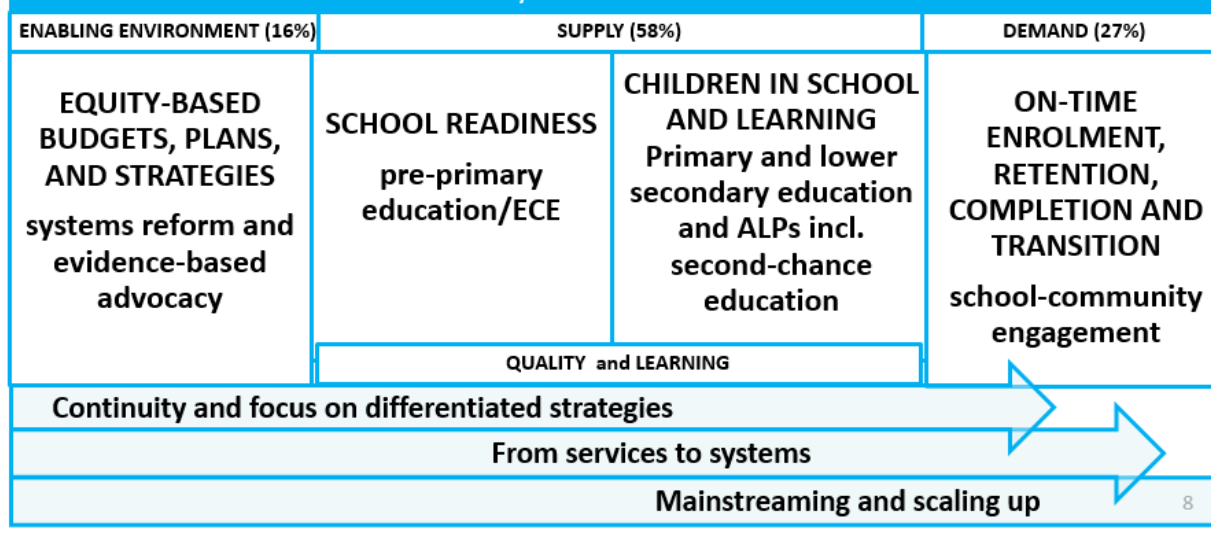 ENABLING ENVIRONMENT (16%)
SUPPLY (58%)
DEMAND (27%)
EQUITY-BASED
BUDGETS, PLANS,
AND STRATEGIES
systems reform and
evidence-based
advocacy
SCHOOL READINESS
pre-primary
education/ECE
CHILDREN IN SCHOOL
AND LEARNING
Primary and lower
secondary education
and ALPs incl.
second-chance
education
ON-TIME
ENROLMENT,
RETENTION,
COMPLETION AND
TRANSITION
school-community
engagement
QUALITY and LEARNING
Continuity and focus on differentiated strategies
From services to systems
Mainstreaming and scaling up
8